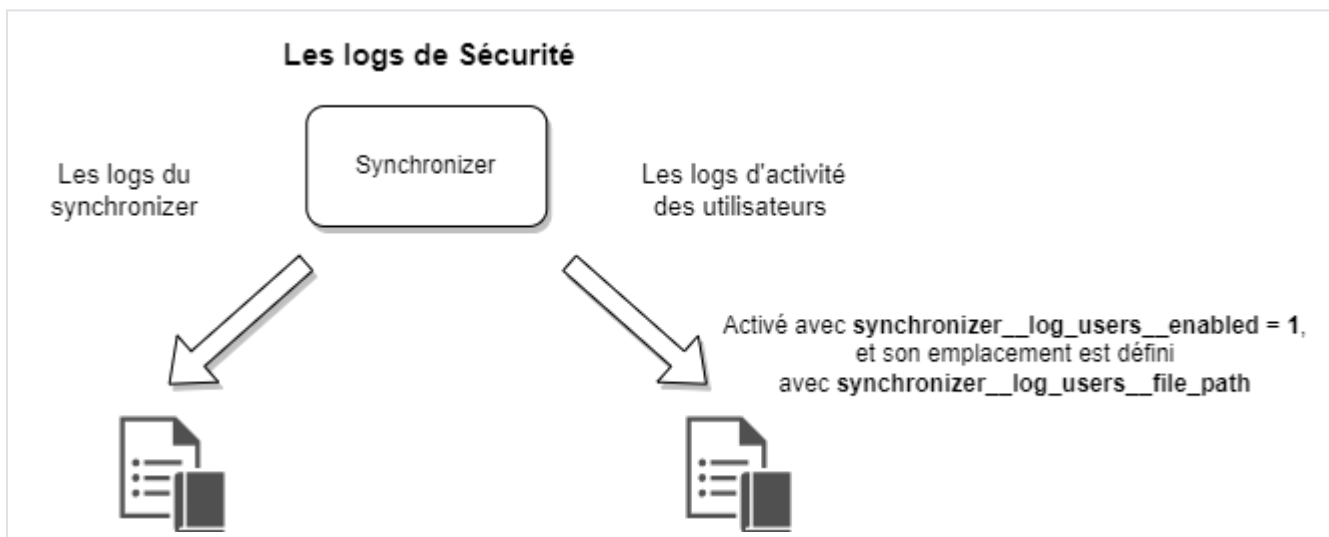 Les logs de Sécurité
Synchronizer
Les logs du
synchronizer
Les logs d'activité
des utilisateurs
Activé avec synchronizer__log_users__enabled = 1,
et son emplacement est défini
avec synchronizer__log_users__file_path